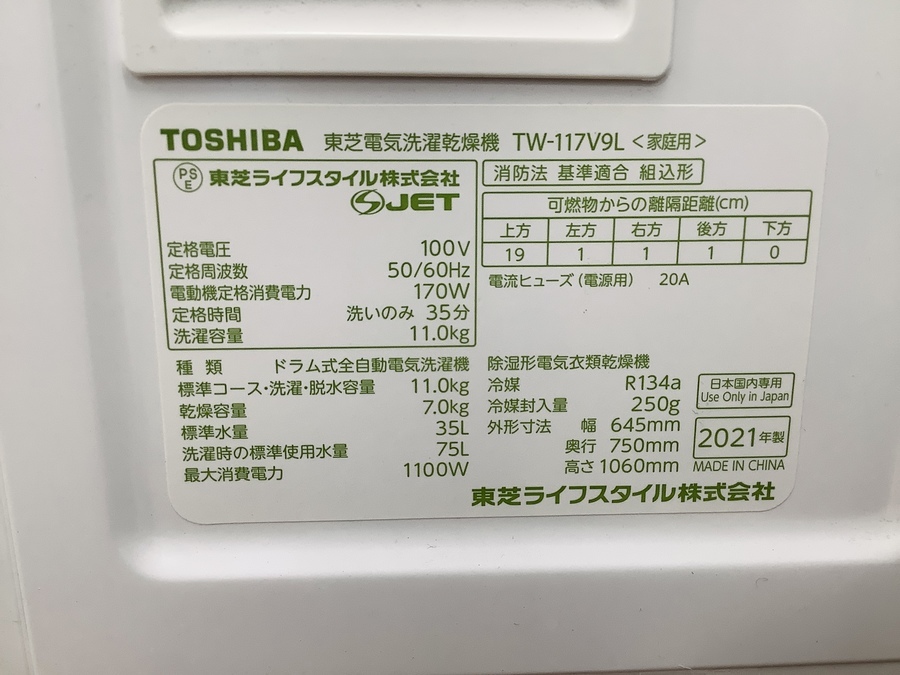 TOSHIBA 東芝電気洗濯乾燥機 TW-117V9L <家庭用>
PSE 東芝ライフスタイル株式会社
JET
定格電圧 100V
定格周波数 50/60Hz
電動機定格消費電力 170W
定格時間 洗いのみ 35分
洗濯容量 11.0kg
種類 ドラム式全自動電気洗濯機
標準コース・洗濯・脱水容量 11.0kg
乾燥容量 7.0kg
標準水量 35L
洗濯時の標準使用水量 75L
最大消費電力 1100W
消防法 基準適合 組込形
可燃物からの離隔距離(cm)
上方 左方 右方 後方 下方
19 1 1 1 0
電流ヒューズ(電源用) 20A
除湿形電気衣類乾燥機
冷媒 R134a
冷媒封入量 250g
外形寸法 幅 645mm
奥行 750mm
高さ 1060mm
日本国内専用
Use Only in Japan
2021年製
MADE IN CHINA
東芝ライフスタイル株式会社